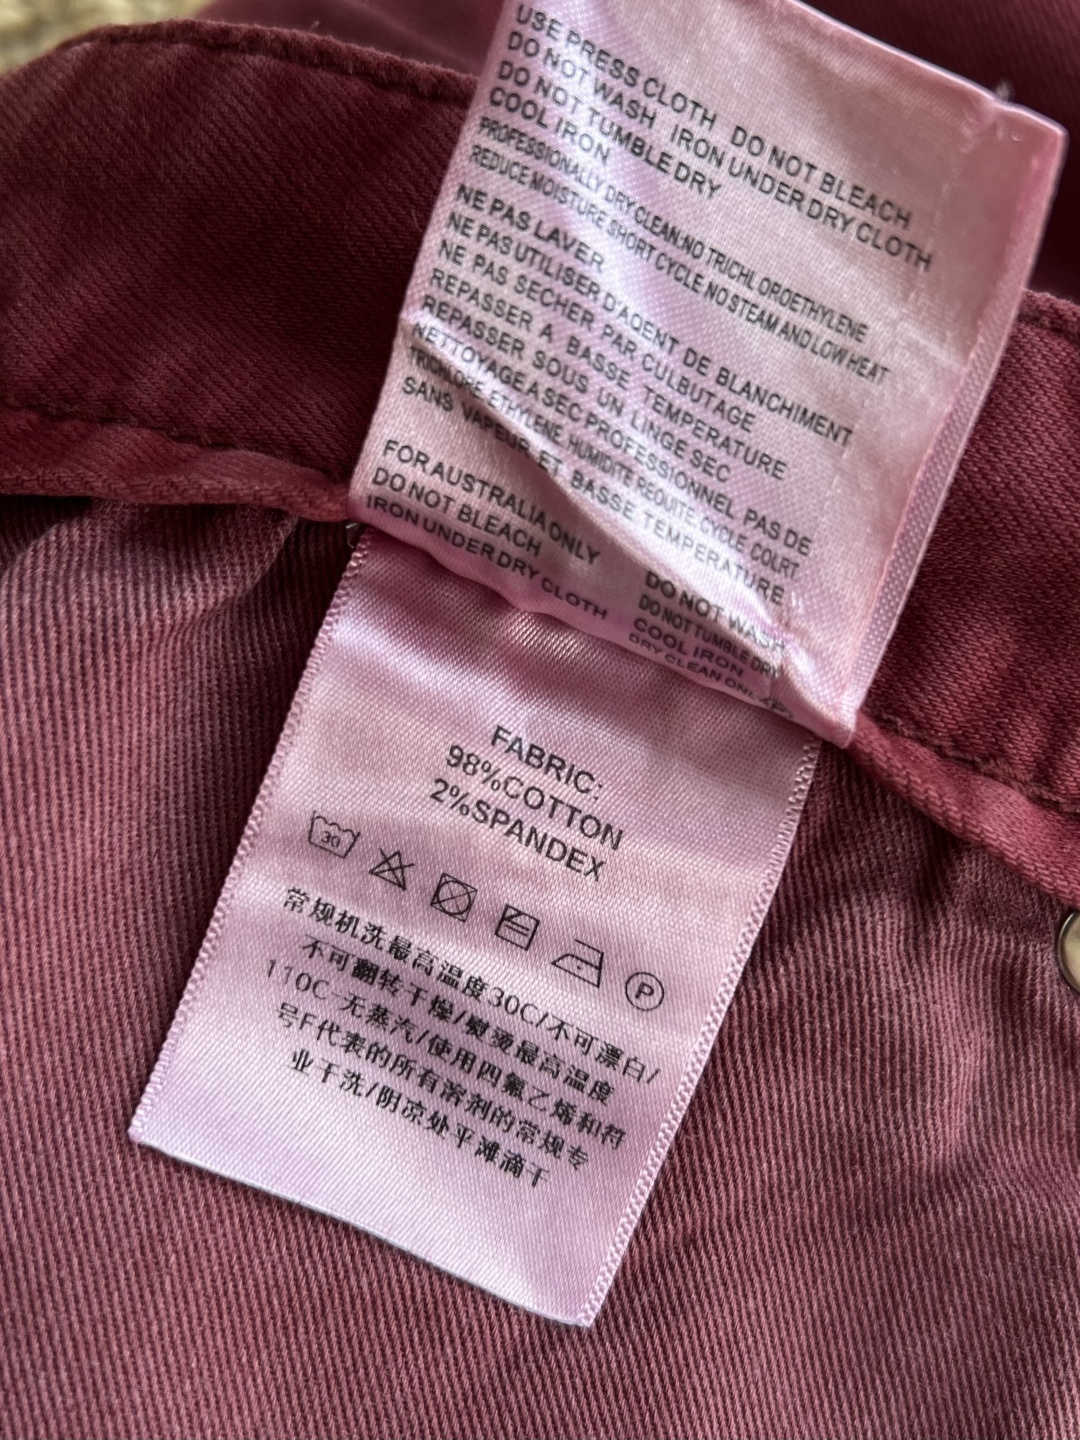 USE PRESS CLOTH DO NOT BLEACH
DO NOT WASH IRON UNDER DRY CLOTH
DO NOT TUMBLE DRY
COOL IRON
PROFESSIONALLY DRY CLEAN:NO TRICHLOROETHYLENE
REDUCE MOISTURE SHORT CYCLE NO STEAM AND LOW HEAT
NE PAS LAVER
NE PAS UTILISER D'AQENT DE BLANCHIMENT
NE PAS SECHER PAR CULBUTAGE
REPASSER A BASSE TEMPERATURE
REPASSER SOUS UN LINGE SEC
NETTOYAGE A SEC PROFESSIONNEL PAS DE
TRICHLORE ETHYLENE HUMIDITE REQUITE CYCLE COURT.
SANS VAPEUR ET BASSE TEMPERATURE
FOR AUSTRALIA ONLY DO NOT WASH
DO NOT BLEACH DO NOT TUMBLE DRY
IRON UNDER DRY CLOTH COOL IRON
DRY CLEAN ONLY
FABRIC:
98%COTTON
2%SPANDEX
30
P
常规机洗最高温度30C/不可漂白/
不可翻转干燥/熨烫最高温度
110C-无蒸汽/使用四氟乙烯和符
号F代表的所有溶剂的常规专
业干洗/阴凉处平滩滴干